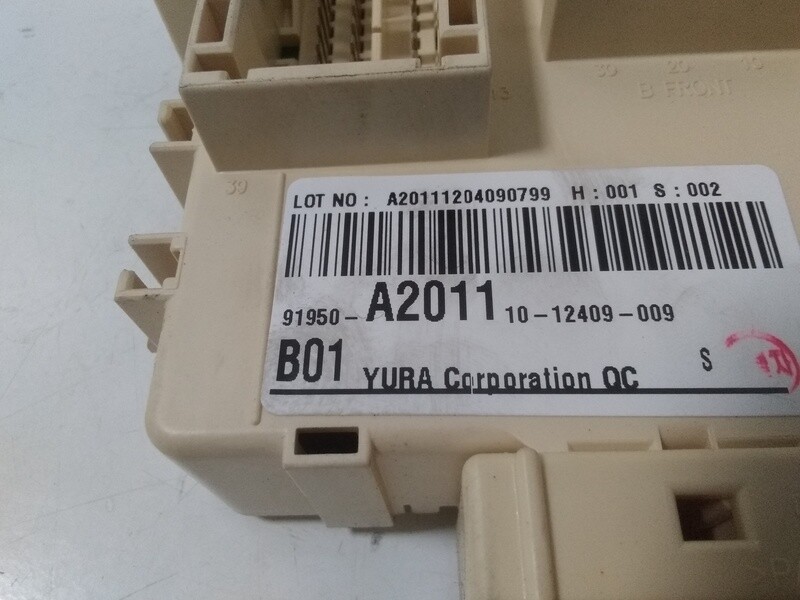 30 20 10
B FRONT
39
LOT NO : A20111204090799 H : 001 S : 002
91950- A2011 10-12409-009
B01 YURA Corporation QC S